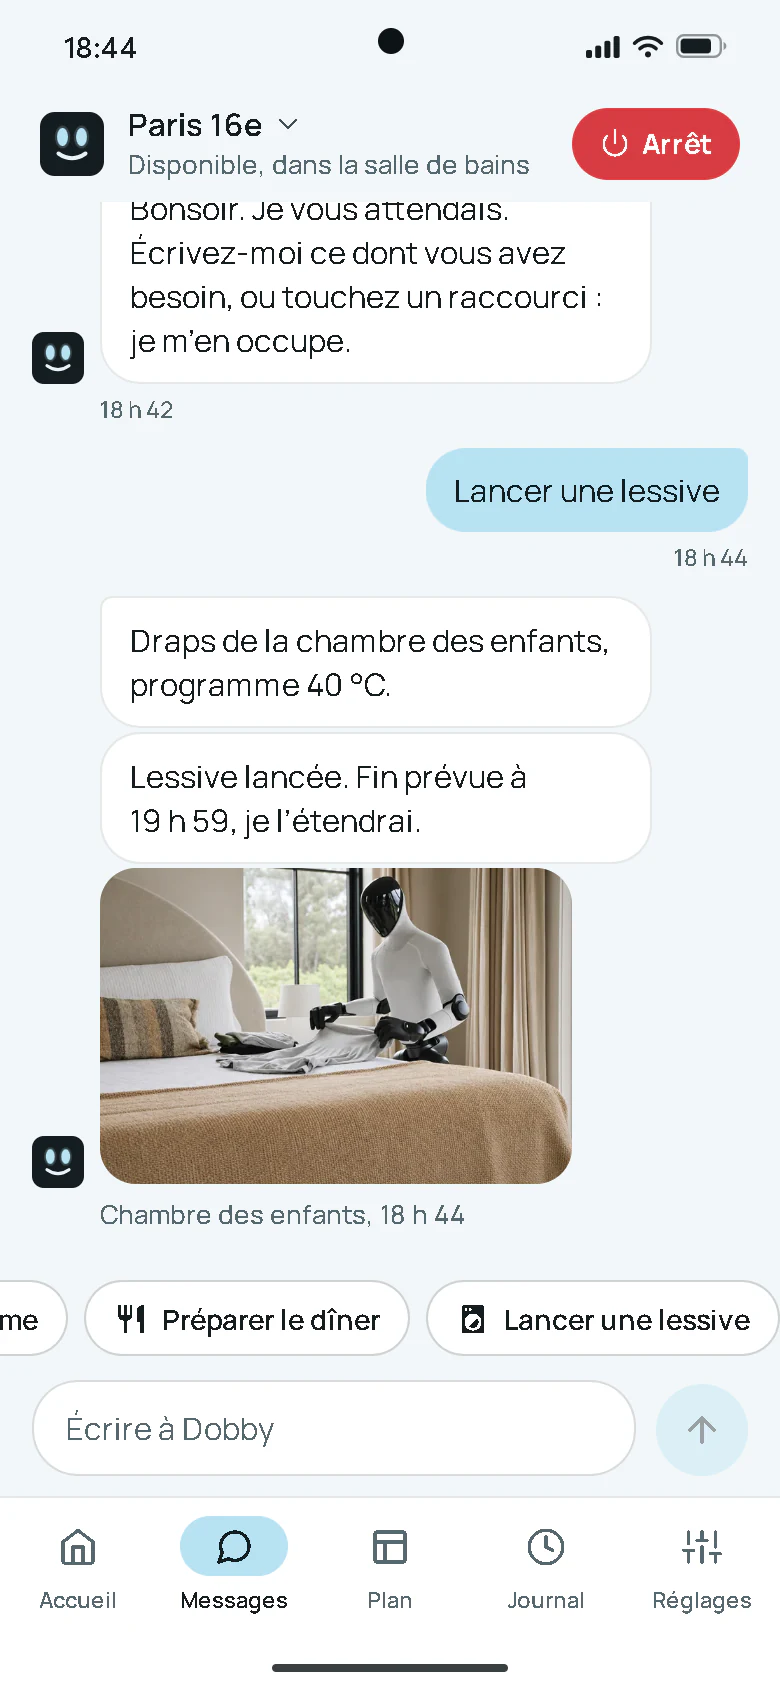 18:44
Paris 16e
Disponible, dans la salle de bains
Arrêt
Bonsoir. Je vous attendais.
Écrivez-moi ce dont vous avez
besoin, ou touchez un raccourci :
je m'en occupe.
18 h 42
Lancer une lessive
18 h 44
Draps de la chambre des enfants,
programme 40 °C.
Lessive lancée. Fin prévue à
19 h 59, je l'étendrai.
Chambre des enfants, 18 h 44
me
Préparer le dîner
Lancer une lessive
Écrire à Dobby
Accueil
Messages
Plan
Journal
Réglages